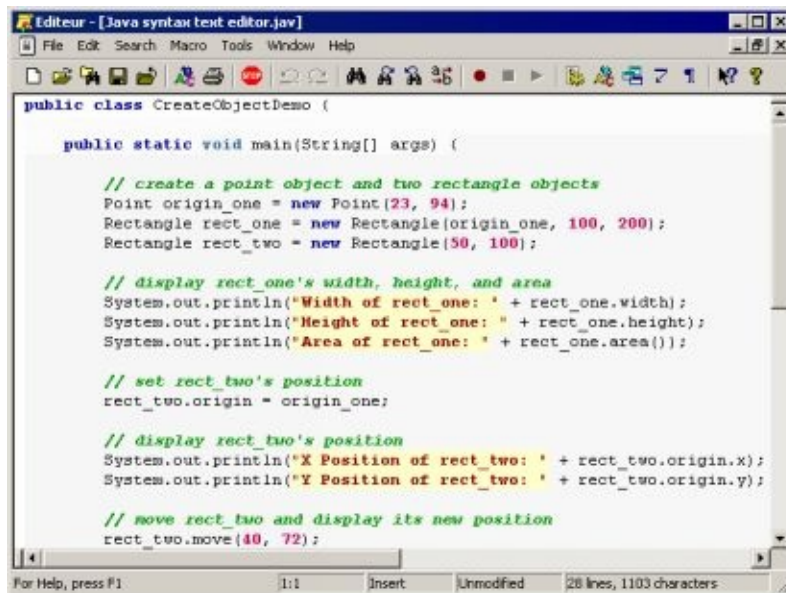 Editeur - [Java syntax text editor.jav]
File Edit Search Macro Tools Window Help
STOP
public class CreateObjectDemo {
public static void main(String[] args) {
// create a point object and two rectangle objects
Point origin_one = new Point(23, 94);
Rectangle rect_one = new Rectangle(origin_one, 100, 200);
Rectangle rect_two = new Rectangle(50, 100);
// display rect_one's width, height, and area
System.out.println("Width of rect_one: " + rect_one.width);
System.out.println("Height of rect_one: " + rect_one.height);
System.out.println("Area of rect_one: " + rect_one.area());
// set rect_two's position
rect_two.origin = origin_one;
// display rect_two's position
System.out.println("X Position of rect_two: " + rect_two.origin.x);
System.out.println("Y Position of rect_two: " + rect_two.origin.y);
// move rect_two and display its new position
rect_two.move(40, 72);
For Help, press F1 1:1 Insert Unmodified 28 lines, 1103 characters